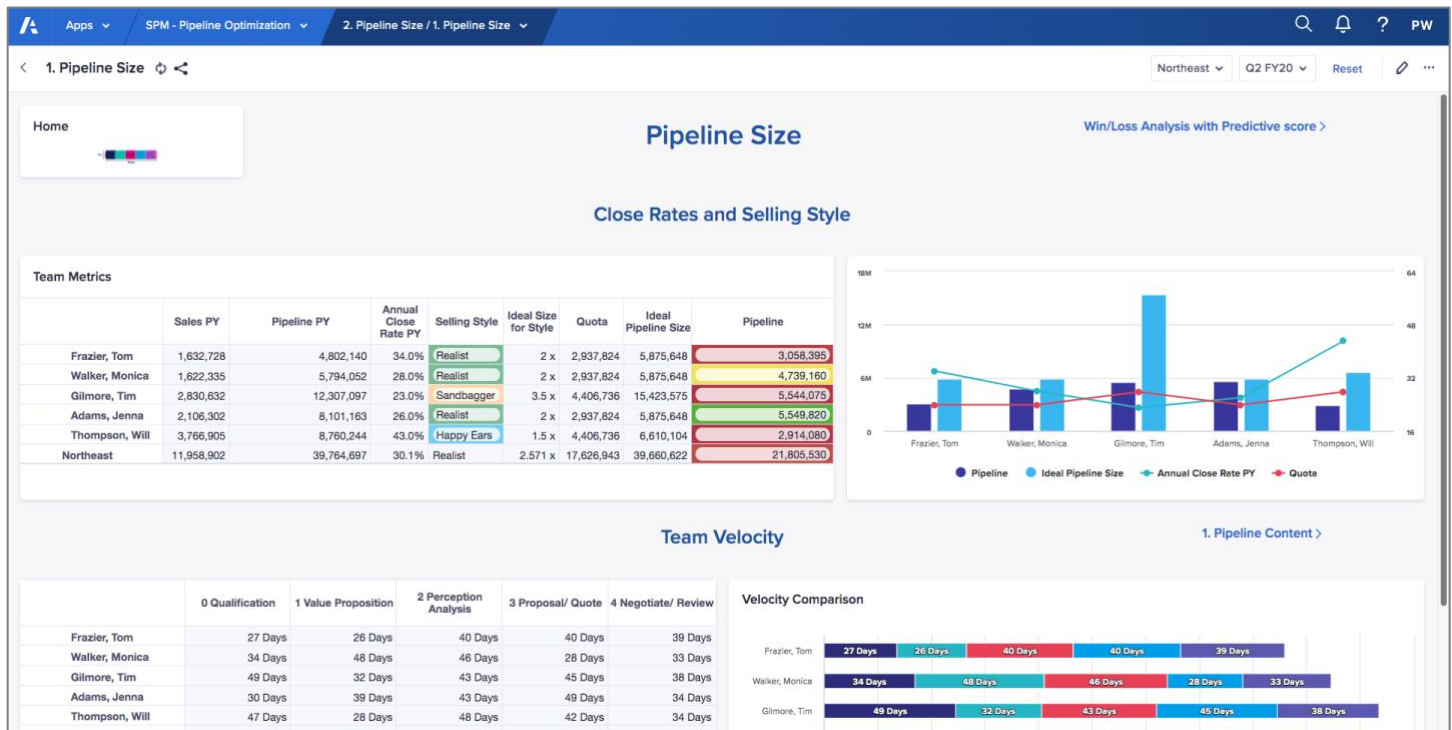 Apps SPM - Pipeline Optimization 2. Pipeline Size / 1. Pipeline Size ? PW
1. Pipeline Size Northeast Q2 FY20 Reset
Home
Pipeline Size
Win/Loss Analysis with Predictive score
Close Rates and Selling Style
Team Metrics
Sales PY Pipeline PY Annual Close Rate PY Selling Style Ideal Size for Style Quota Ideal Pipeline Size Pipeline
Frazier, Tom 1,632,728 4,802,140 34.0% Realist 2 x 2,937,824 5,875,648 3,058,395
Walker, Monica 1,622,335 5,794,052 28.0% Realist 2 x 2,937,824 5,875,648 4,739,160
Gilmore, Tim 2,830,632 12,307,097 23.0% Sandbagger 3.5 x 4,406,736 15,423,575 5,544,075
Adams, Jenna 2,106,302 8,101,163 26.0% Realist 2 x 2,937,824 5,875,648 5,549,820
Thompson, Will 3,766,905 8,760,244 43.0% Happy Ears 1.5 x 4,406,736 6,610,104 2,914,080
Northeast 11,958,902 39,764,697 30.1% Realist 2.571 x 17,626,943 39,660,622 21,805,530
18M 64
12M 48
6M 32
0 16
Frazier, Tom Walker, Monica Gilmore, Tim Adams, Jenna Thompson, Will
Pipeline Ideal Pipeline Size Annual Close Rate PY Quota
Team Velocity
1. Pipeline Content
0 Qualification 1 Value Proposition 2 Perception Analysis 3 Proposal/ Quote 4 Negotiate/ Review
Frazier, Tom 27 Days 26 Days 40 Days 40 Days 39 Days
Walker, Monica 34 Days 48 Days 46 Days 28 Days 33 Days
Gilmore, Tim 49 Days 32 Days 43 Days 45 Days 38 Days
Adams, Jenna 30 Days 39 Days 43 Days 49 Days 34 Days
Thompson, Will 47 Days 28 Days 48 Days 42 Days 34 Days
Velocity Comparison
Frazier, Tom 27 Days 26 Days 40 Days 40 Days 39 Days
Walker, Monica 34 Days 48 Days 46 Days 28 Days 33 Days
Gilmore, Tim 49 Days 32 Days 43 Days 45 Days 38 Days